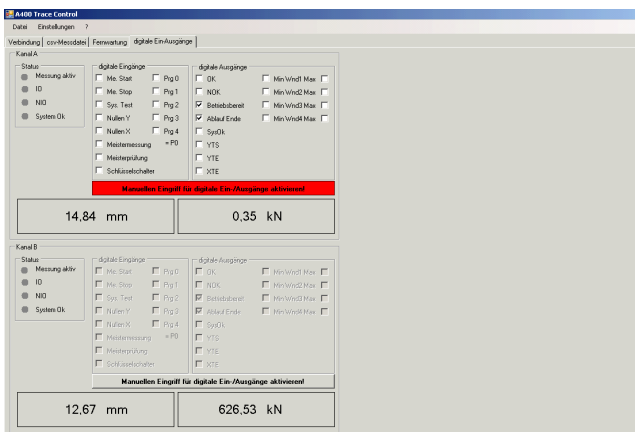 A400 Trace Control
Datei Einstellungen ?
Verbindung csv-Messdatei Fernwartung digitale Ein-Ausgänge
Kanal A
Status digitale Eingänge digitale Ausgänge
Messung aktiv Me. Start Prg 0 OK Min Wnd1 Max
IO Me. Stop Prg 1 NOK Min Wnd2 Max
NIO Sys. Test Prg 2 Betriebsbereit Min Wnd3 Max
System Ok Nullen Y Prg 3 Ablauf Ende Min Wnd4 Max
Nullen X Prg 4 SysOk
Meistermessung = P0 YTS
Meisterprüfung YTE
Schlüsselschalter XTE
Manuellen Eingriff für digitale Ein-/Ausgänge aktivieren!
14,84 mm 0,35 kN
Kanal B
Status digitale Eingänge digitale Ausgänge
Messung aktiv Me. Start Prg 0 OK Min Wnd1 Max
IO Me. Stop Prg 1 NOK Min Wnd2 Max
NIO Sys. Test Prg 2 Betriebsbereit Min Wnd3 Max
System Ok Nullen Y Prg 3 Ablauf Ende Min Wnd4 Max
Nullen X Prg 4 SysOk
Meistermessung = P0 YTS
Meisterprüfung YTE
Schlüsselschalter XTE
Manuellen Eingriff für digitale Ein-/Ausgänge aktivieren!
12,67 mm 626,53 kN